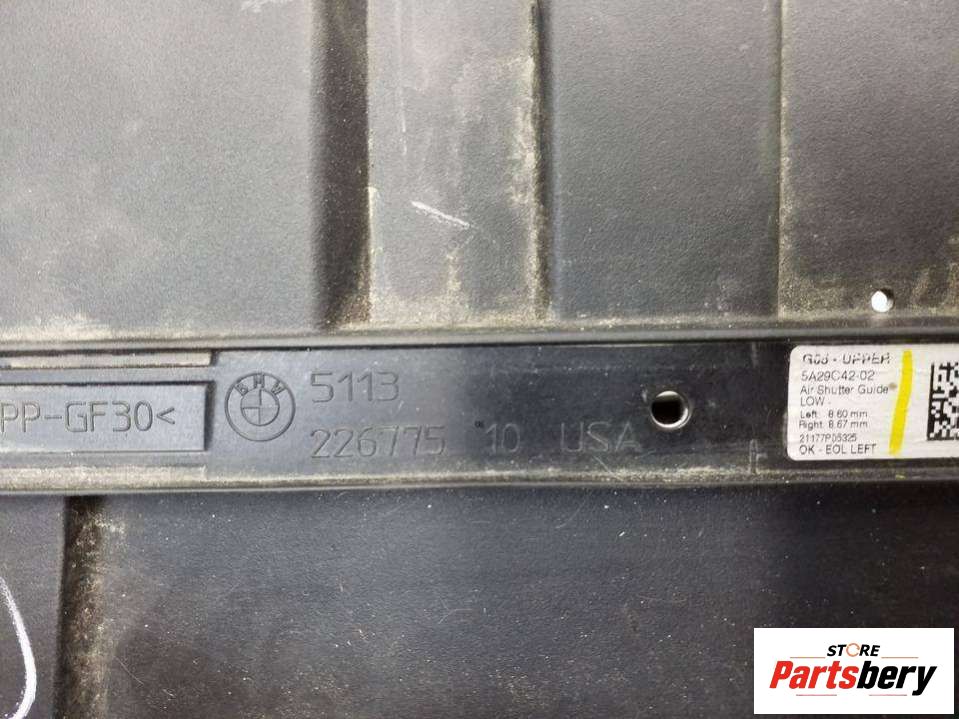 PP-GF30<
BMW
5113
226775 10 USA
G08 - UPPER
5A29C42-02
Air Shutter Guide
LOW -
Left: 8.60 mm
Right: 8.67 mm
21177P05325
OK - EOL LEFT
STORE
Partsbery